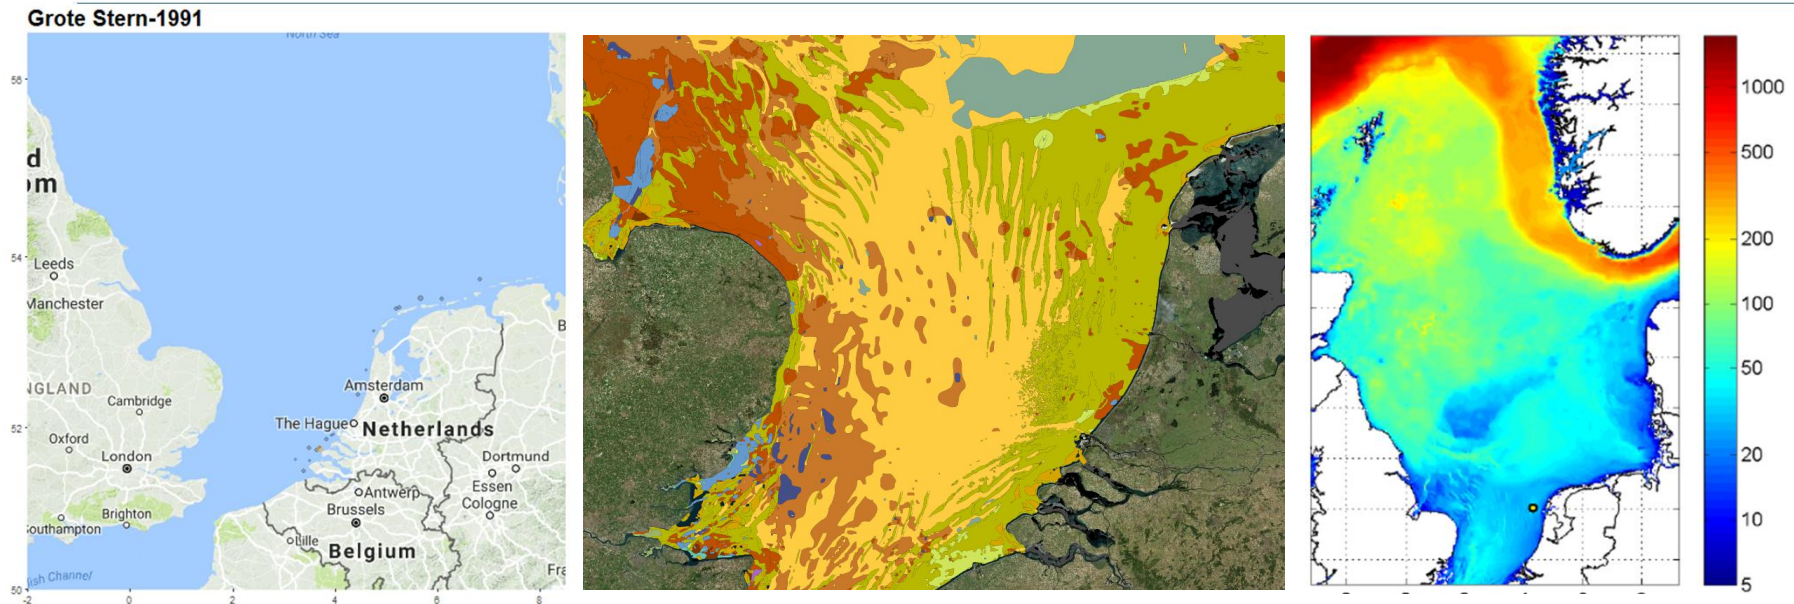 Grote Stern-1991
North Sea
56
d
om
54
Leeds
Manchester
B
NGLAND
Amsterdam
Cambridge
The Hague
Netherlands
52
Oxford
London
Dortmund
Essen
Antwerp
Cologne
Brussels
Brighton
Southampton
Lille
Belgium
Fra
50
ish Channel
-2
0
2
4
6
8
1000
500
200
100
50
20
10
5